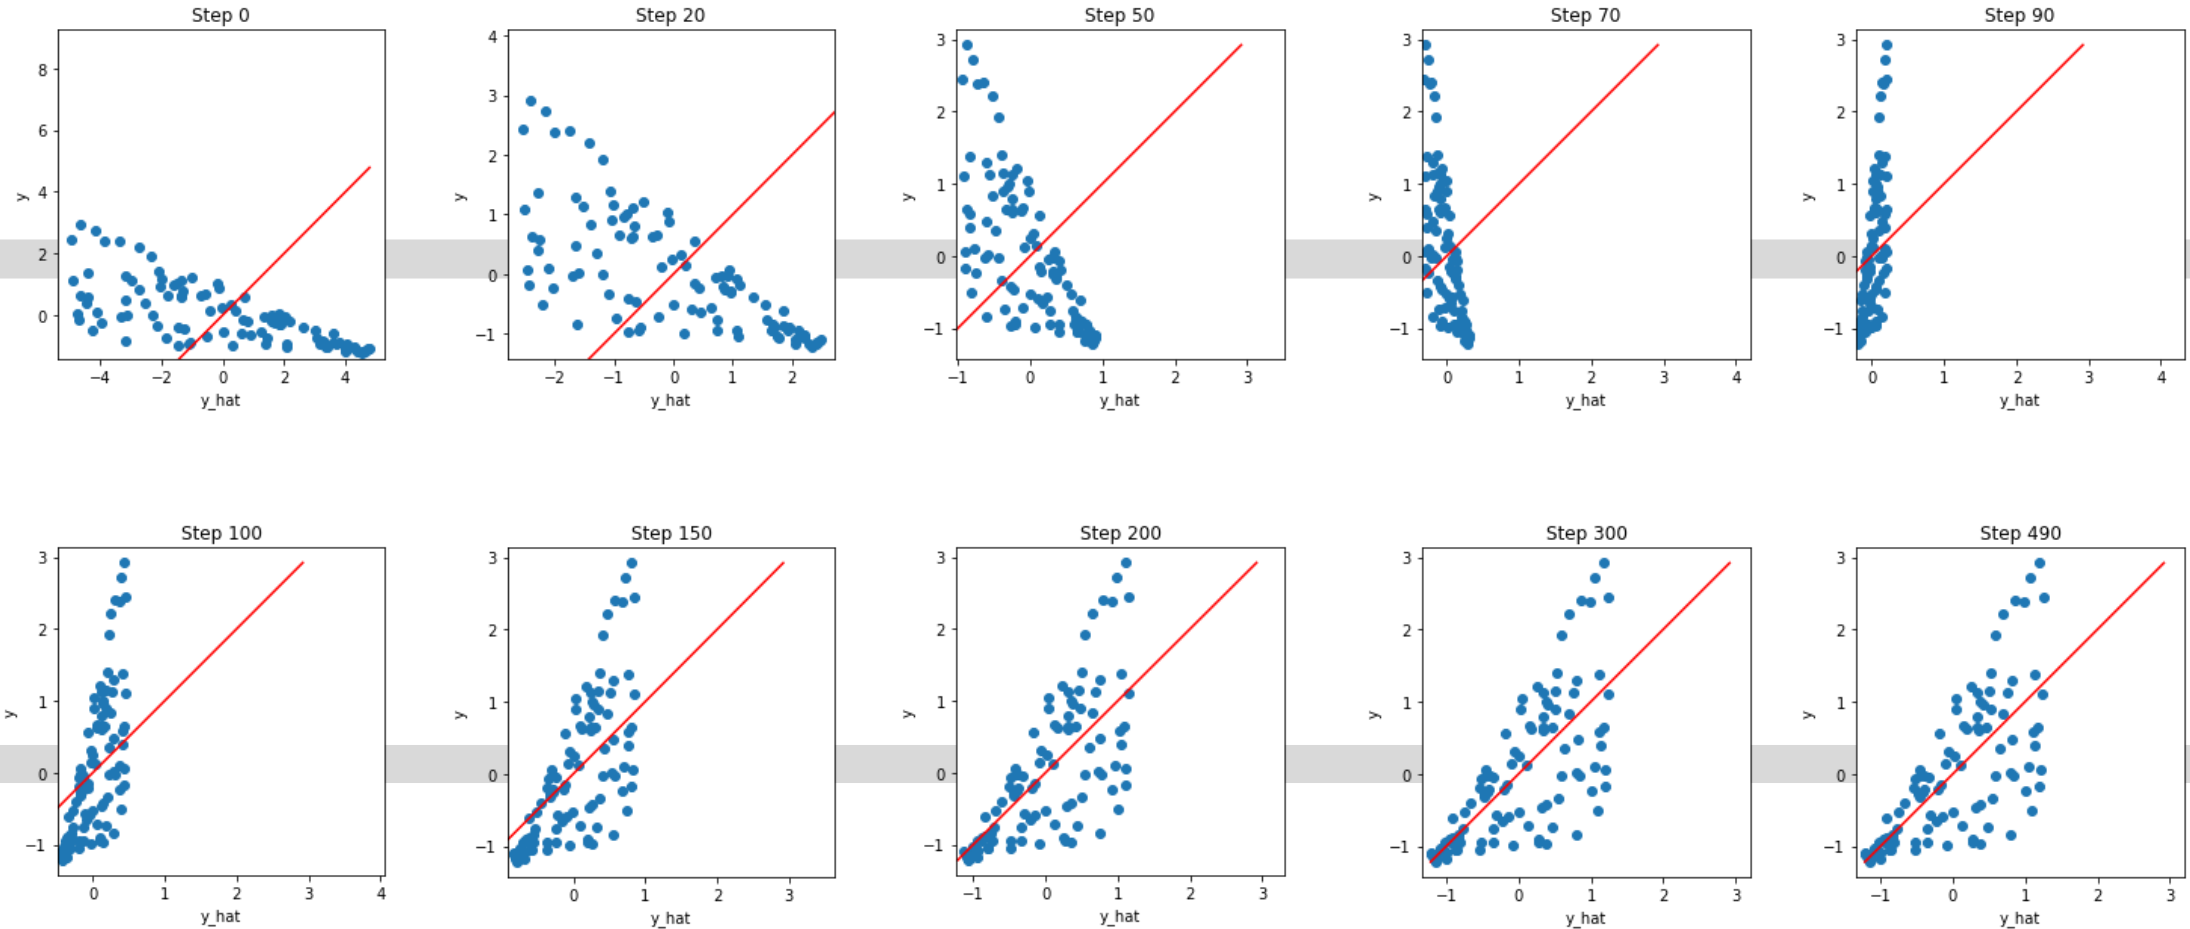 Step 0
Step 20
Step 50
Step 70
Step 90
8
6
4
2
0
y
−4 −2 0 2 4
y_hat
4
3
2
1
0
−1
y
−2 −1 0 1 2
y_hat
3
2
1
0
−1
y
−1 0 1 2 3
y_hat
3
2
1
0
−1
y
0 1 2 3 4
y_hat
3
2
1
0
−1
y
0 1 2 3 4
y_hat
Step 100
Step 150
Step 200
Step 300
Step 490
3
2
1
0
−1
y
0 1 2 3 4
y_hat
3
2
1
0
−1
y
0 1 2 3
y_hat
3
2
1
0
−1
y
−1 0 1 2 3
y_hat
3
2
1
0
−1
y
−1 0 1 2 3
y_hat
3
2
1
0
−1
y
−1 0 1 2 3
y_hat